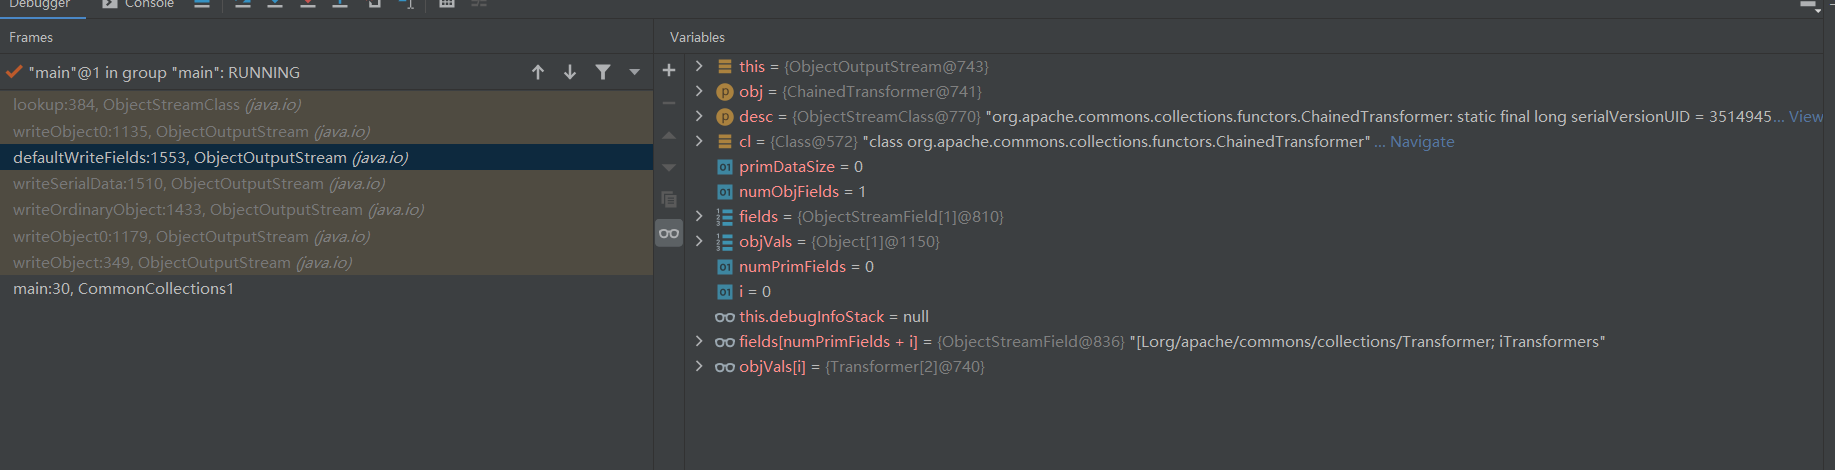 Debugger
Console
Frames
Variables
"main"@1 in group "main": RUNNING
lookup:384, ObjectStreamClass (java.io)
writeObject0:1135, ObjectOutputStream (java.io)
defaultWriteFields:1553, ObjectOutputStream (java.io)
writeSerialData:1510, ObjectOutputStream (java.io)
writeOrdinaryObject:1433, ObjectOutputStream (java.io)
writeObject0:1179, ObjectOutputStream (java.io)
writeObject:349, ObjectOutputStream (java.io)
main:30, CommonCollections1
this = {ObjectOutputStream@743}
obj = {ChainedTransformer@741}
desc = {ObjectStreamClass@770} "org.apache.commons.collections.functors.ChainedTransformer: static final long serialVersionUID = 3514945... View
cl = {Class@572} "class org.apache.commons.collections.functors.ChainedTransformer" ... Navigate
primDataSize = 0
numObjFields = 1
fields = {ObjectStreamField[1]@810}
objVals = {Object[1]@1150}
numPrimFields = 0
i = 0
this.debugInfoStack = null
fields[numPrimFields + i] = {ObjectStreamField@836} "[Lorg/apache/commons/collections/Transformer; iTransformers"
objVals[i] = {Transformer[2]@740}